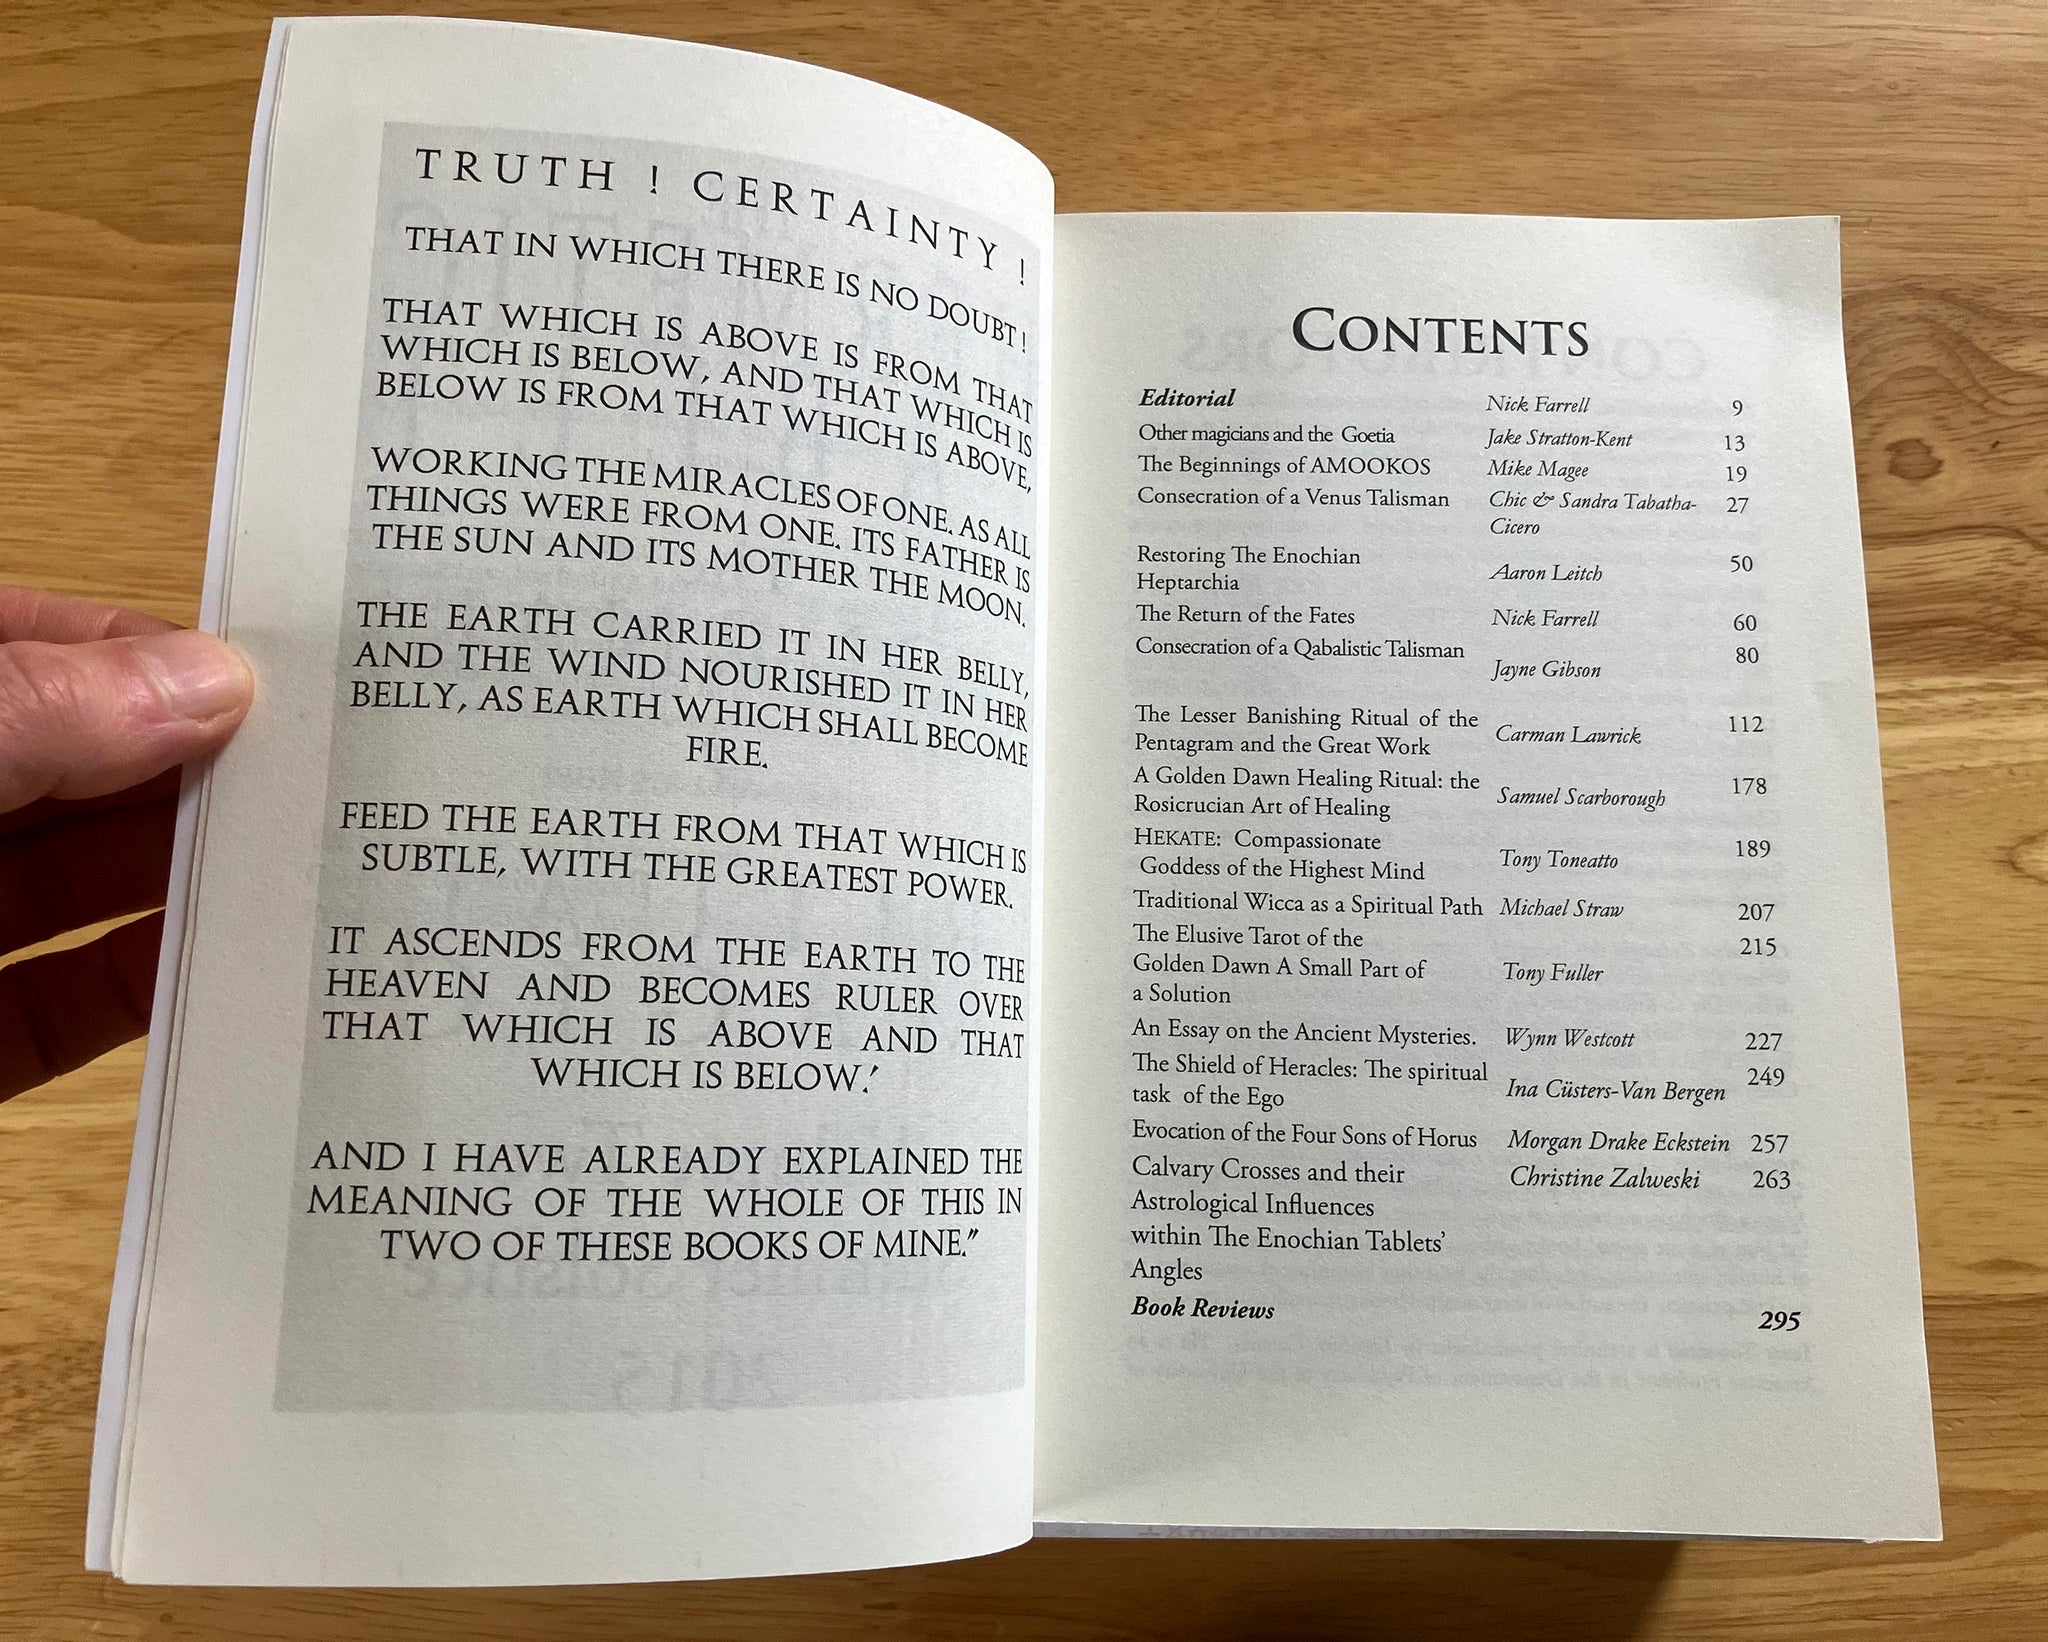 TRUTH ! CERTAINTY !
THAT IN WHICH THERE IS NO DOUBT!
THAT WHICH IS ABOVE IS FROM THAT
WHICH IS BELOW, AND THAT WHICH IS
BELOW IS FROM THAT WHICH IS ABOVE,
WORKING THE MIRACLES OF ONE. AS ALL
THINGS WERE FROM ONE. ITS FATHER IS
THE SUN AND ITS MOTHER THE MOON.
THE EARTH CARRIED IT IN HER BELLY,
AND THE WIND NOURISHED IT IN HER
BELLY, AS EARTH WHICH SHALL BECOME
FIRE.
FEED THE EARTH FROM THAT WHICH IS
SUBTLE, WITH THE GREATEST POWER.
IT ASCENDS FROM THE EARTH TO THE
HEAVEN AND BECOMES RULER OVER
THAT WHICH IS ABOVE AND THAT
WHICH IS BELOW.'
AND I HAVE ALREADY EXPLAINED THE
MEANING OF THE WHOLE OF THIS IN
TWO OF THESE BOOKS OF MINE."
CONTENTS
Editorial Nick Farrell 9
Other magicians and the Goetia Jake Stratton-Kent 13
The Beginnings of AMOOKOS Mike Magee 19
Consecration of a Venus Talisman Chic & Sandra Tabatha- 27
Cicero
Restoring The Enochian
Heptarchia Aaron Leitch 50
The Return of the Fates Nick Farrell 60
Consecration of a Qabalistic Talisman 80
Jayne Gibson
The Lesser Banishing Ritual of the
Pentagram and the Great Work Carman Lawrick 112
A Golden Dawn Healing Ritual: the
Rosicrucian Art of Healing Samuel Scarborough 178
HEKATE: Compassionate
Goddess of the Highest Mind Tony Toneatto 189
Traditional Wicca as a Spiritual Path Michael Straw 207
The Elusive Tarot of the 215
Golden Dawn A Small Part of Tony Fuller
a Solution
An Essay on the Ancient Mysteries. Wynn Westcott 227
The Shield of Heracles: The spiritual 249
task of the Ego Ina Cüsters-Van Bergen
Evocation of the Four Sons of Horus Morgan Drake Eckstein 257
Calvary Crosses and their Christine Zalweski 263
Astrological Influences
within The Enochian Tablets'
Angles
Book Reviews 295